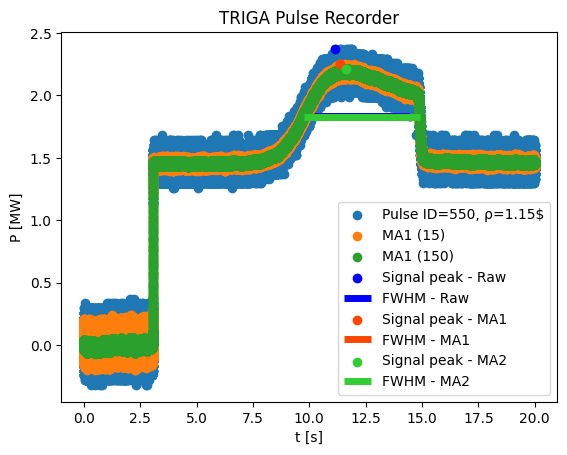 TRIGA Pulse Recorder
P [MW]
2.5
2.0
1.5
1.0
0.5
0.0
Pulse ID=550, ρ=1.15$
MA1 (15)
MA1 (150)
Signal peak - Raw
FWHM - Raw
Signal peak - MA1
FWHM - MA1
Signal peak - MA2
FWHM - MA2
0.0 2.5 5.0 7.5 10.0 12.5 15.0 17.5 20.0
t [s]